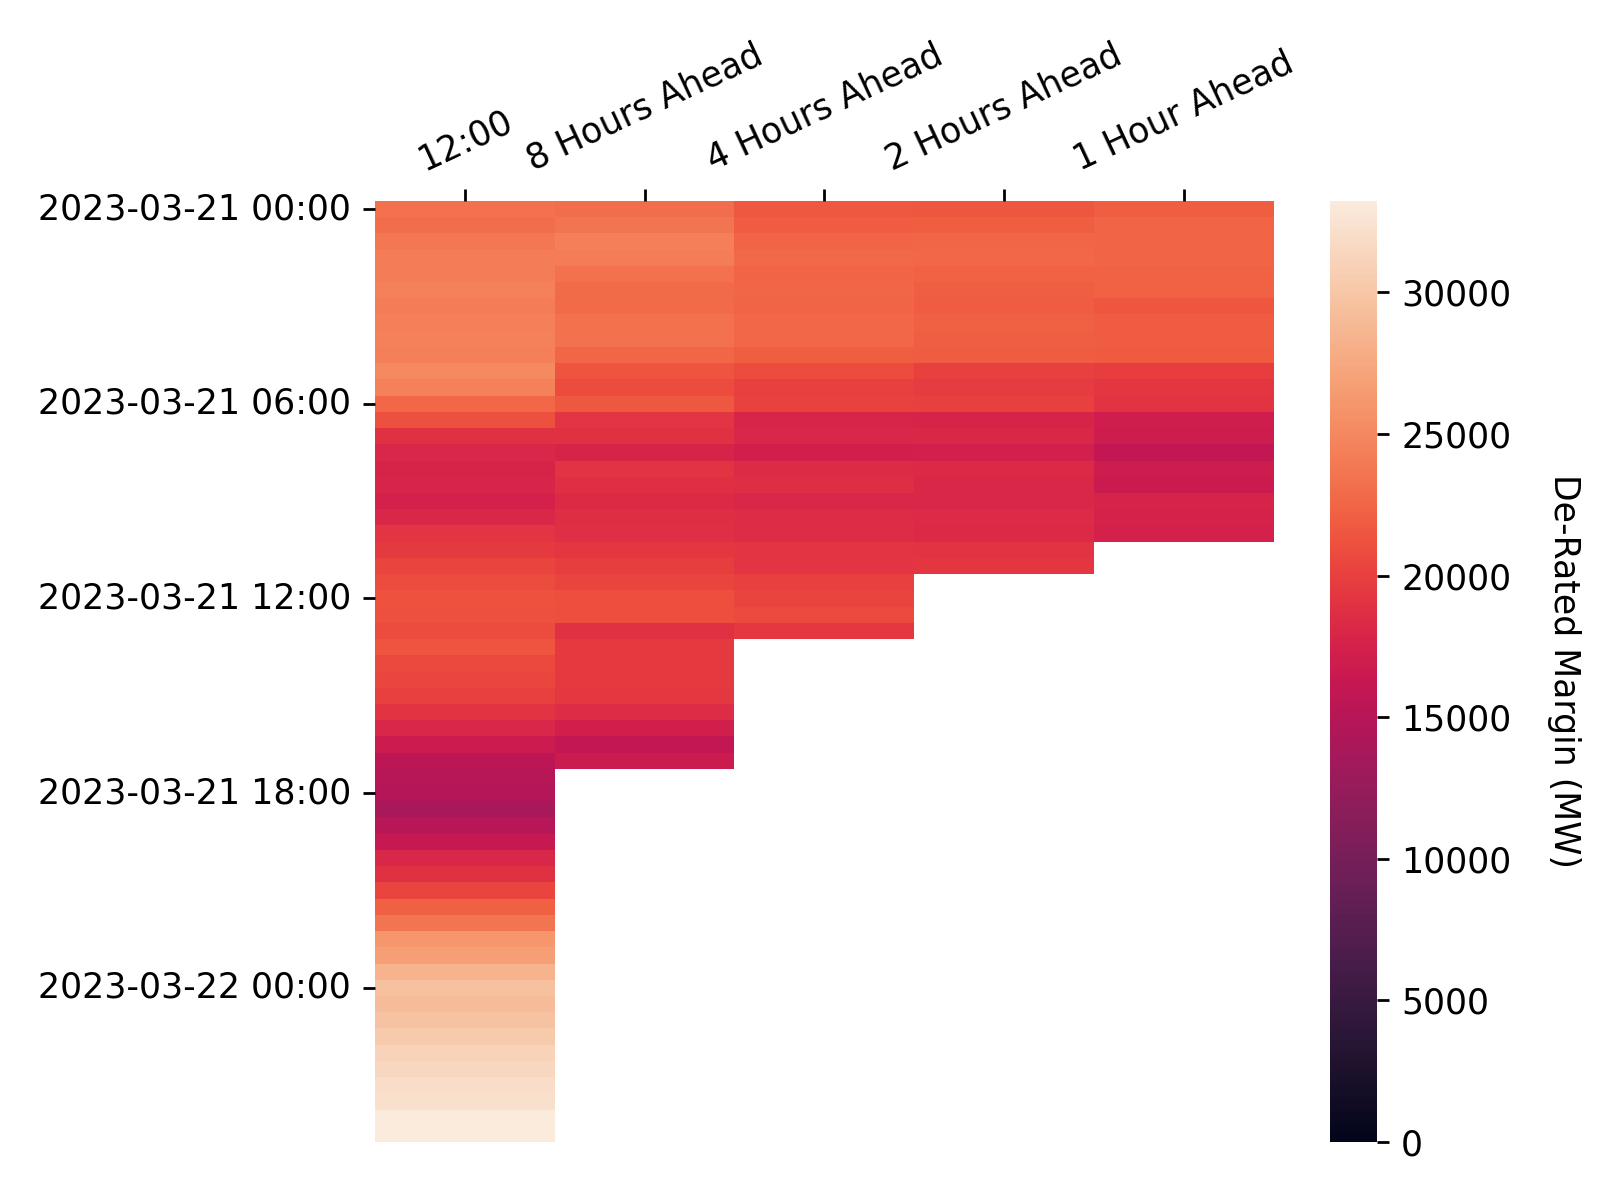 12:00
8 Hours Ahead
4 Hours Ahead
2 Hours Ahead
1 Hour Ahead
2023-03-21 00:00
2023-03-21 06:00
2023-03-21 12:00
2023-03-21 18:00
2023-03-22 00:00
30000
25000
20000
15000
10000
5000
0
De-Rated Margin (MW)